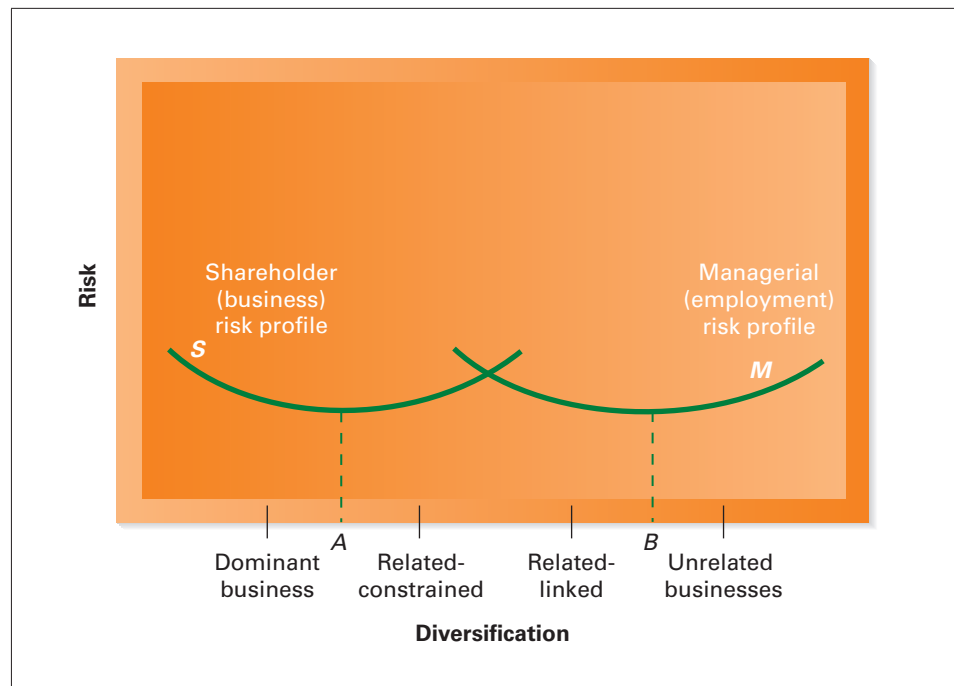 Risk
Shareholder
(business)
risk profile
S
Managerial
(employment)
risk profile
M
A
B
Dominant
business
Related-
constrained
Related-
linked
Unrelated
businesses
Diversification